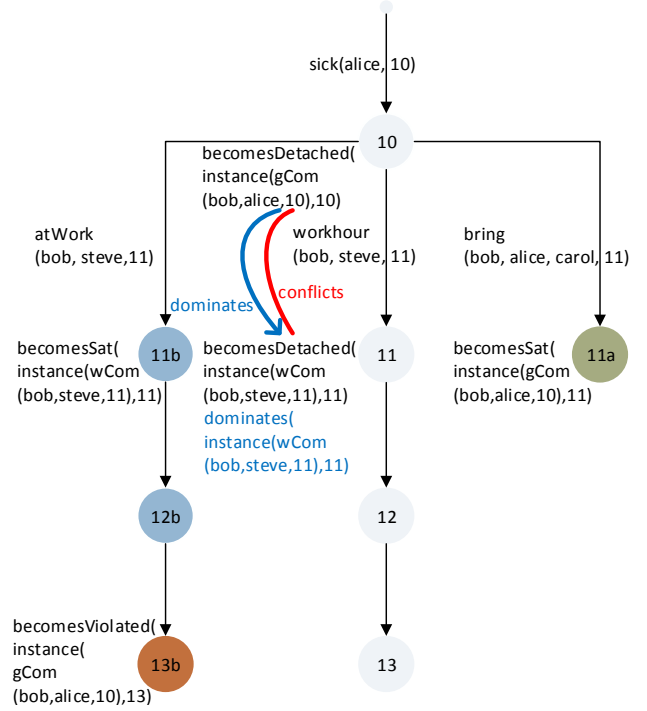 sick(alice, 10)
10
becomesDetached(
instance(gCom
(bob,alice,10),10)
atWork
(bob, steve,11)
workhour
(bob, steve, 11)
bring
(bob, alice, carol, 11)
dominates
conflicts
becomesSat(
instance(wCom
(bob,steve,11),11)
11b
becomesDetached(
instance(wCom
(bob,steve,11),11)
dominates(
instance(wCom
(bob,steve,11),11)
11
becomesSat(
instance(gCom
(bob,alice,10),11)
11a
12b
12
becomesViolated(
instance(
gCom
(bob,alice,10),13)
13b
13